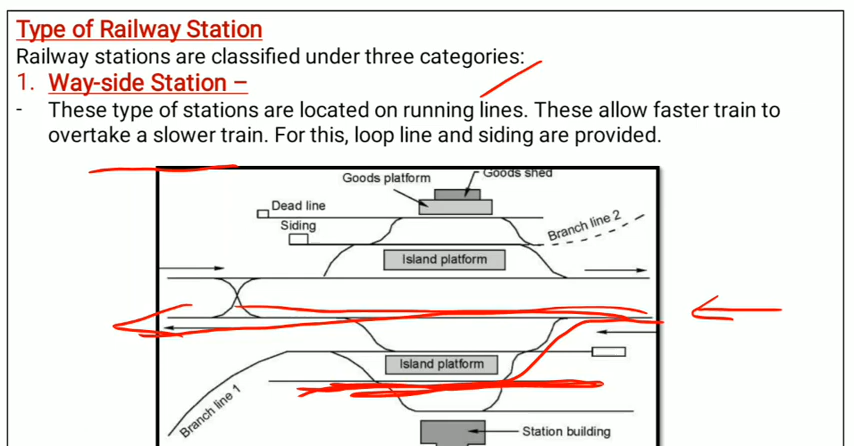 Type of Railway Station
Railway stations are classified under three categories:
1. Way-side Station –
- These type of stations are located on running lines. These allow faster train to
overtake a slower train. For this, loop line and siding are provided.
Goods platform
Goods shed
Dead line
Siding
Branch line 2
Island platform
Island platform
Branch line 1
Station building